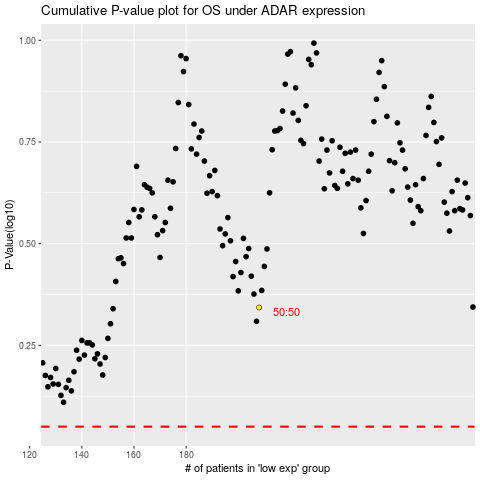 Cumulative P-value plot for OS under ADAR expression
P-Value(log10)
1.00
0.75
0.50
0.25
50:50
120 140 160 180
# of patients in 'low exp' group